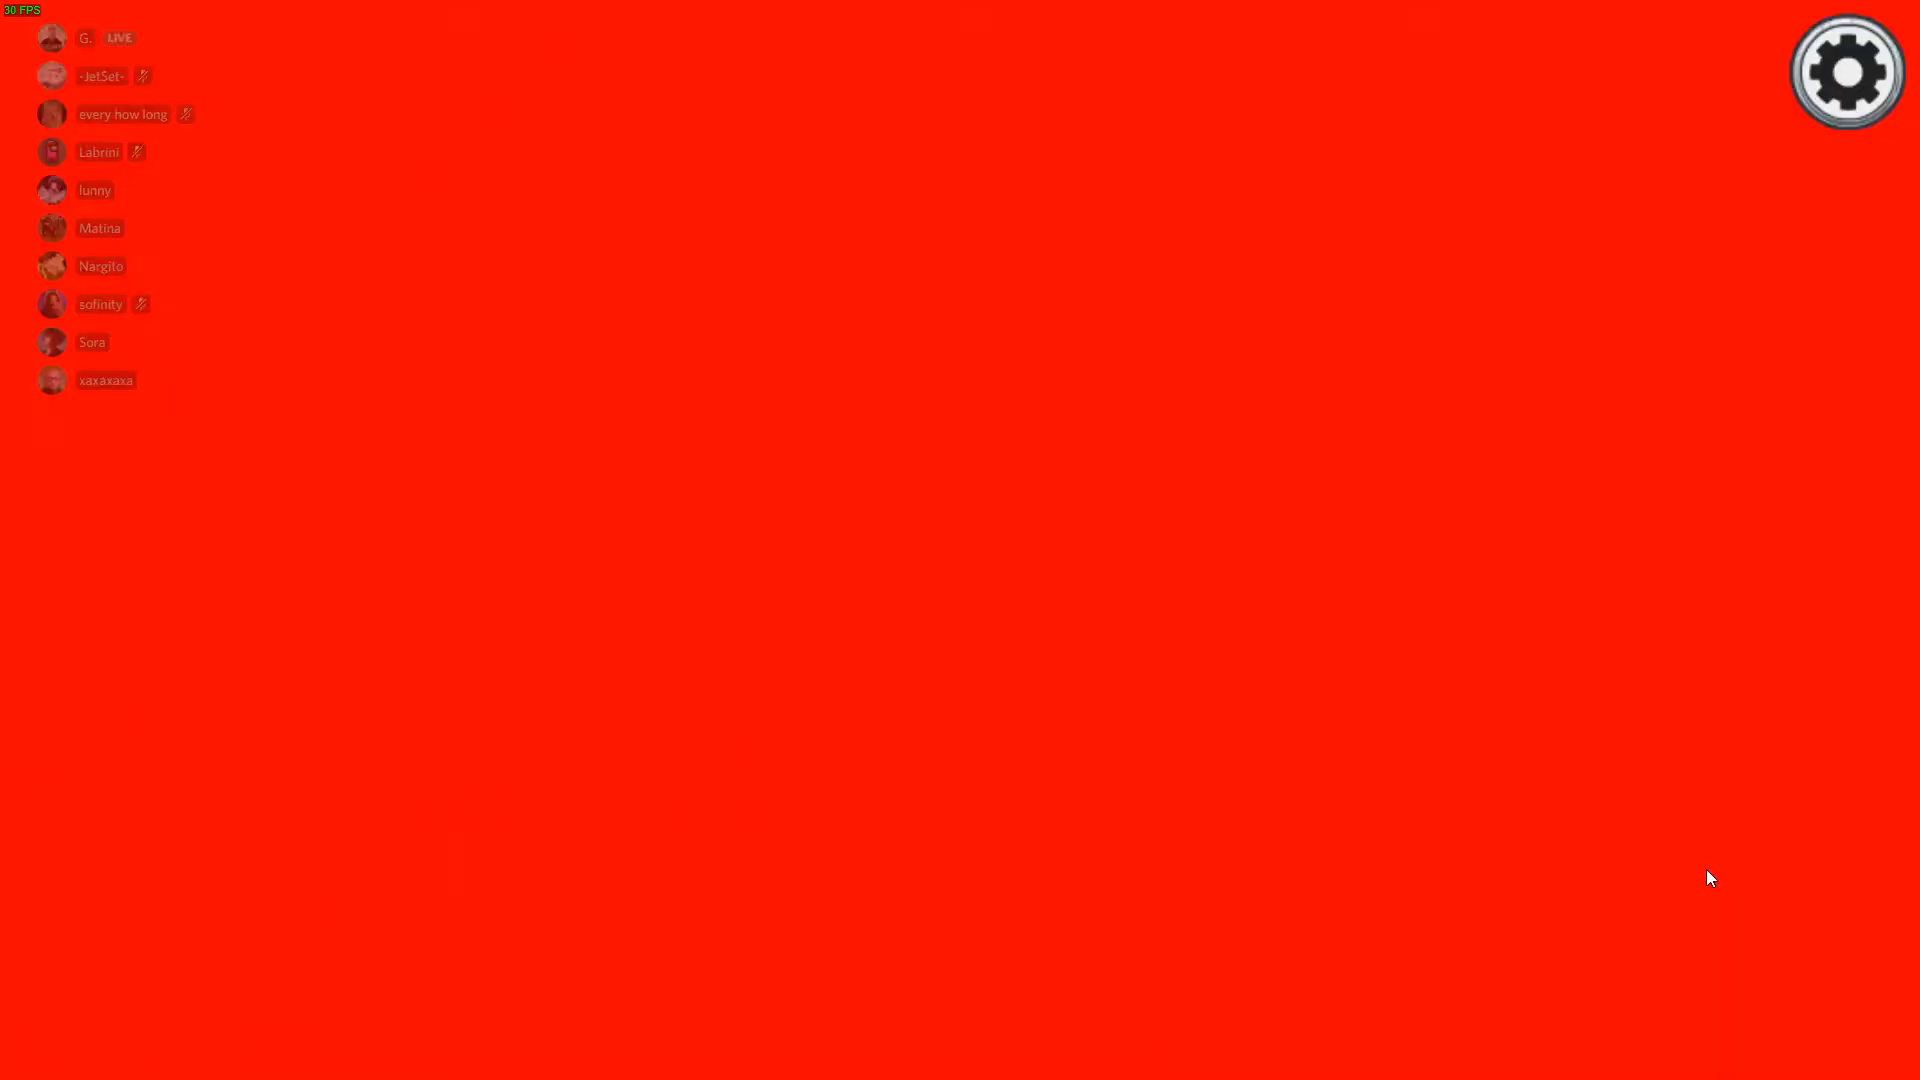 30 FPS
G. LIVE
-JetSet-
every how long
Labrini
lunny
Matina
Nargito
sofinity
Sora
xaxaxaxa